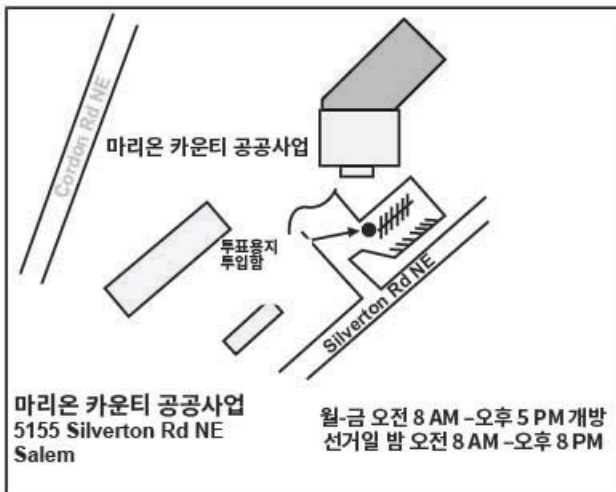 Cordon Rd NE
마리온 카운티 공공사업
투표용지
투입함
Silverton Rd NE
마리온 카운티 공공사업
5155 Silverton Rd NE
Salem
월-금 오전 8 AM –오후 5 PM 개방
선거일 밤 오전 8 AM –오후 8 PM